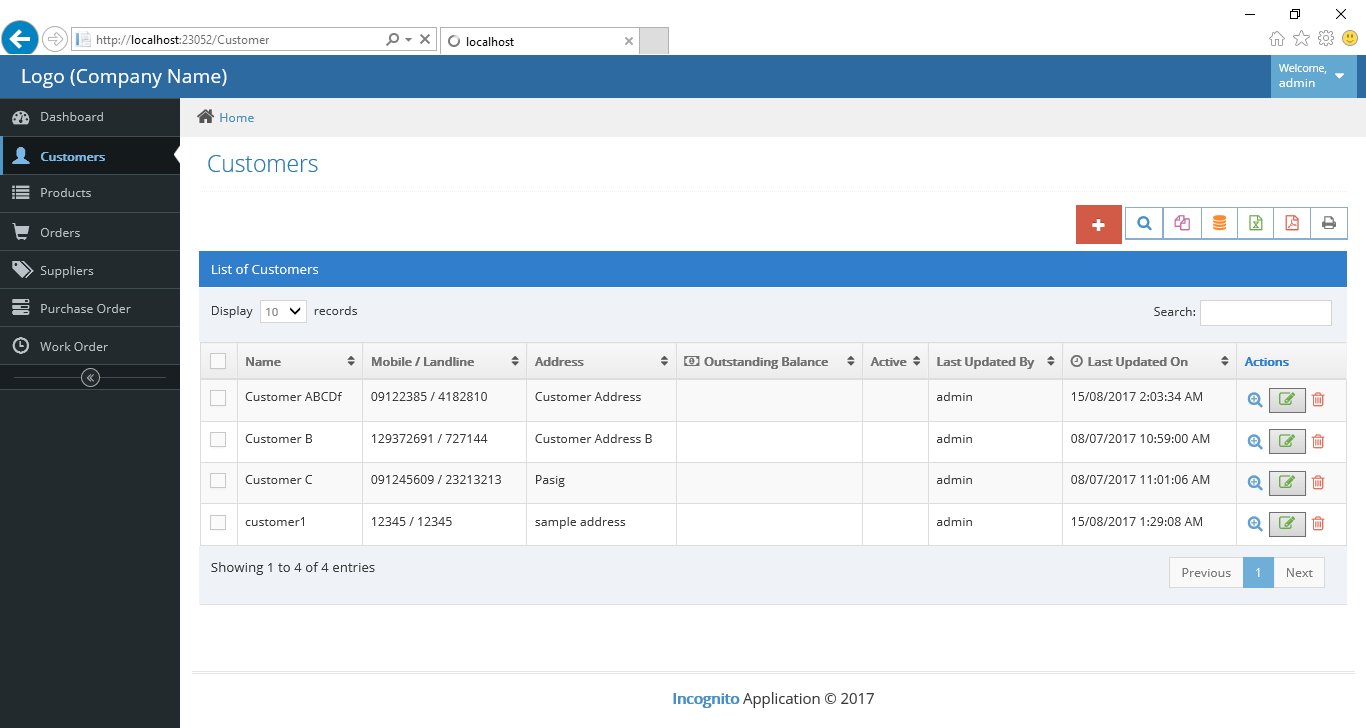 http://localhost:23052/Customer
localhost
Logo (Company Name)
Welcome,
admin
Dashboard
Customers
Products
Orders
Suppliers
Purchase Order
Work Order
Home
Customers
List of Customers
Display 10 records
Search:
Name Mobile / Landline Address Outstanding Balance Active Last Updated By Last Updated On Actions
Customer ABCDf 09122385 / 4182810 Customer Address admin 15/08/2017 2:03:34 AM
Customer B 129372691 / 727144 Customer Address B admin 08/07/2017 10:59:00 AM
Customer C 091245609 / 23213213 Pasig admin 08/07/2017 11:01:06 AM
customer1 12345 / 12345 sample address admin 15/08/2017 1:29:08 AM
Showing 1 to 4 of 4 entries
Previous 1 Next
Incognito Application © 2017